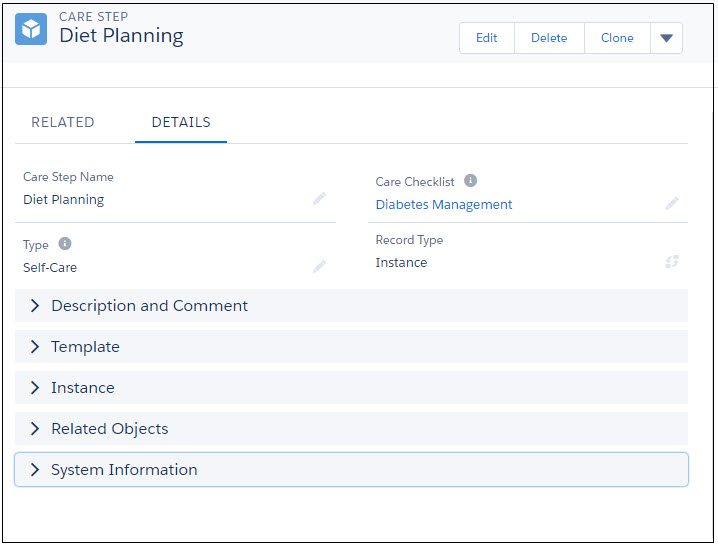 CARE STEP
Diet Planning
Edit
Delete
Clone
RELATED
DETAILS
Care Step Name
Diet Planning
Care Checklist
Diabetes Management
Type
Self-Care
Record Type
Instance
Description and Comment
Template
Instance
Related Objects
System Information